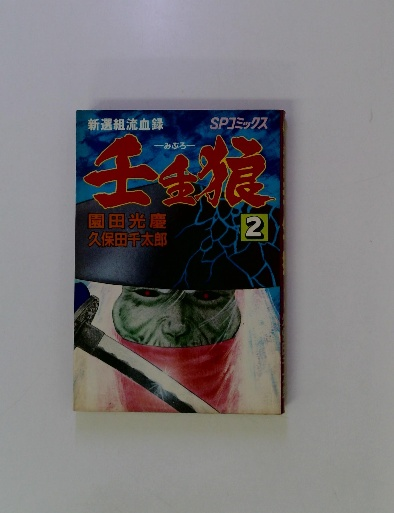 新選組流血録
SPコミックス
―みぶろ―
壬生狼
園田光慶
久保田千太郎
2